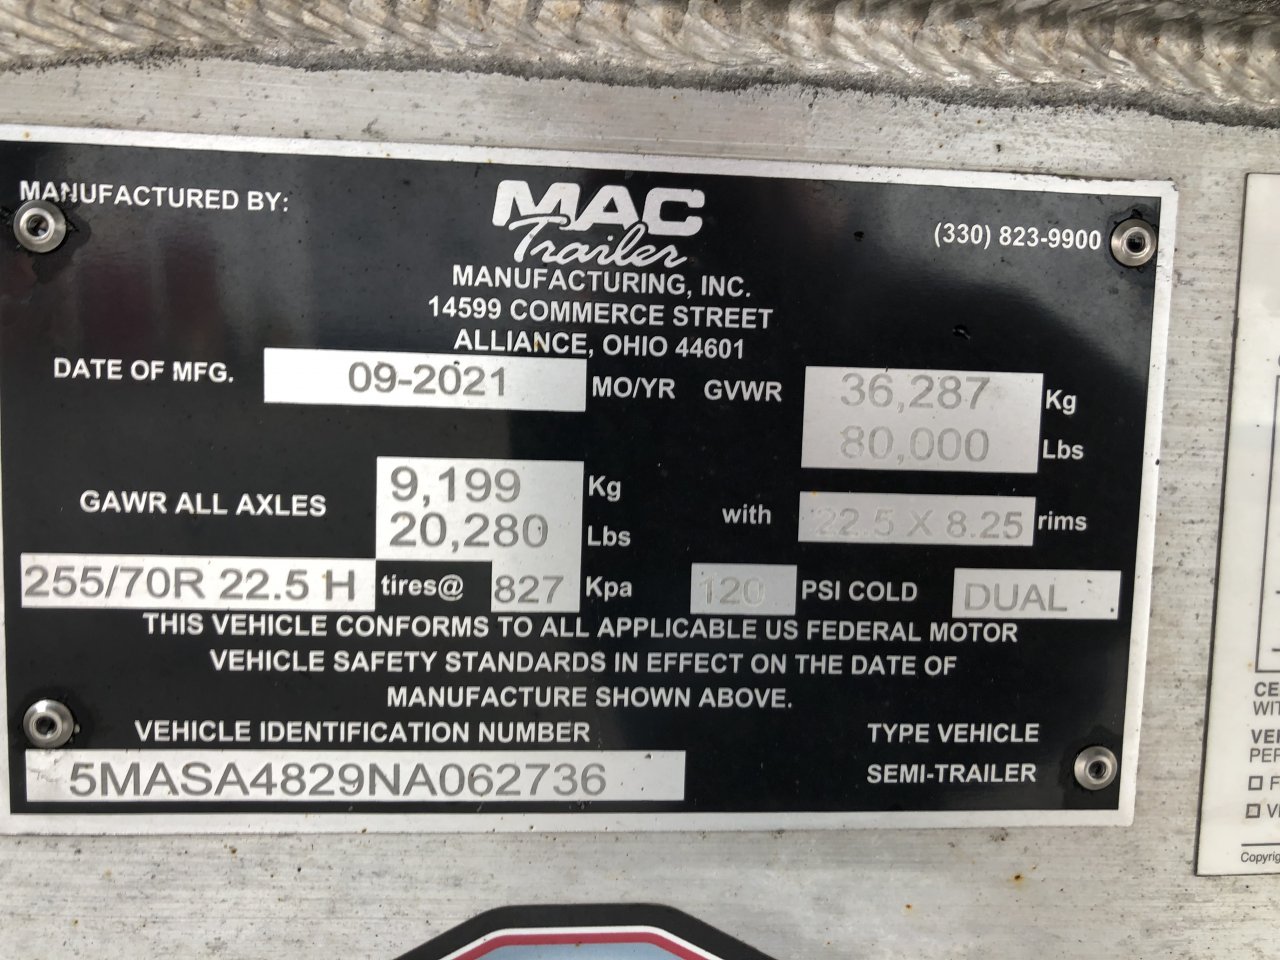 MANUFACTURED BY:
MAC
Trailer
(330) 823-9900
MANUFACTURING, INC.
14599 COMMERCE STREET
ALLIANCE, OHIO 44601
DATE OF MFG. 09-2021 MO/YR GVWR 36,287 Kg
80,000 Lbs
GAWR ALL AXLES 9,199 Kg
20,280 Lbs
with 22.5 X 8.25 rims
255/70R 22.5 H tires@ 827 Kpa 120 PSI COLD DUAL
THIS VEHICLE CONFORMS TO ALL APPLICABLE US FEDERAL MOTOR
VEHICLE SAFETY STANDARDS IN EFFECT ON THE DATE OF
MANUFACTURE SHOWN ABOVE.
VEHICLE IDENTIFICATION NUMBER
5MASA4829NA062736
TYPE VEHICLE
SEMI-TRAILER